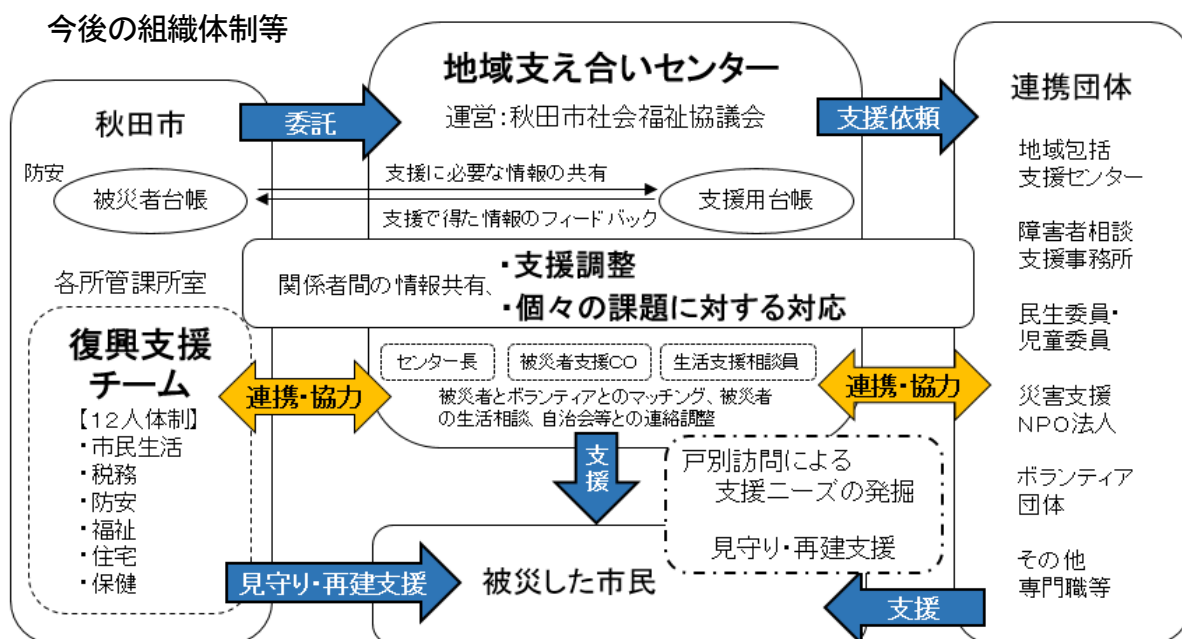 今後の組織体制等
秋田市
防安
被災者台帳
各所管課所室
復興支援
チーム
【12人体制】
・市民生活
・税務
・防安
・福祉
・住宅
・保健
委託
地域支え合いセンター
運営:秋田市社会福祉協議会
支援に必要な情報の共有
支援で得た情報のフィードバック
支援用台帳
関係者間の情報共有、
・支援調整
・個々の課題に対する対応
センター長
被災者支援CO
生活支援相談員
被災者とボランティアとのマッチング、被災者
の生活相談、自治会等との連絡調整
連携・協力
連携・協力
支援
戸別訪問による
支援ニーズの発掘
見守り・再建支援
見守り・再建支援
被災した市民
支援
支援依頼
連携団体
地域包括
支援センター
障害者相談
支援事務所
民生委員・
児童委員
災害支援
NPO法人
ボランティア
団体
その他
専門職等